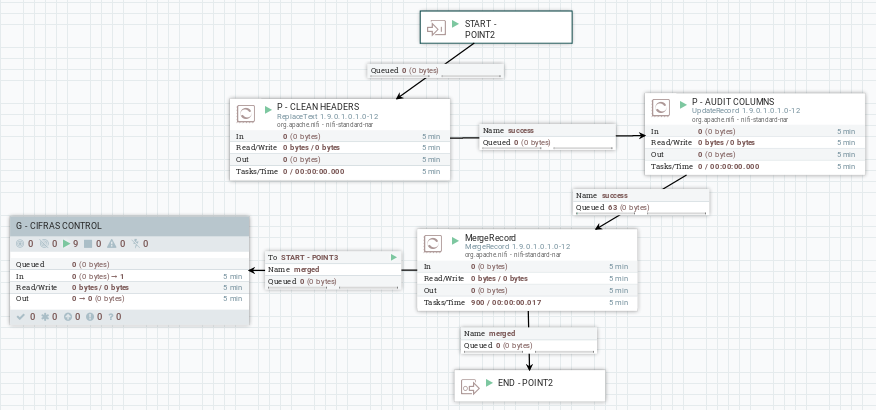 START -
POINT2
Queued 0 (0 bytes)
P - CLEAN HEADERS
ReplaceText 1.9.0.1.0.1.0-12
org.apache.nifi - nifi-standard-nar
In 0 (0 bytes) 5 min
Read/Write 0 bytes / 0 bytes 5 min
Out 0 (0 bytes) 5 min
Tasks/Time 0 / 00:00:00.000 5 min
Name success
Queued 0 (0 bytes)
P - AUDIT COLUMNS
UpdateRecord 1.9.0.1.0.1.0-12
org.apache.nifi - nifi-standard-nar
In 0 (0 bytes) 5 min
Read/Write 0 bytes / 0 bytes 5 min
Out 0 (0 bytes) 5 min
Tasks/Time 0 / 00:00:00.000 5 min
Name success
Queued 63 (0 bytes)
G - CIFRAS CONTROL
0 0 9 0 0 0
Queued 0 (0 bytes)
In 0 (0 bytes) → 1 5 min
Read/Write 0 bytes / 0 bytes 5 min
Out 0 → 0 (0 bytes) 5 min
0 0 0 0 ? 0
To START - POINT3
Name merged
Queued 0 (0 bytes)
MergeRecord
MergeRecord 1.9.0.1.0.1.0-12
org.apache.nifi - nifi-standard-nar
In 0 (0 bytes) 5 min
Read/Write 0 bytes / 0 bytes 5 min
Out 0 (0 bytes) 5 min
Tasks/Time 900 / 00:00:00.017 5 min
Name merged
Queued 0 (0 bytes)
END - POINT2